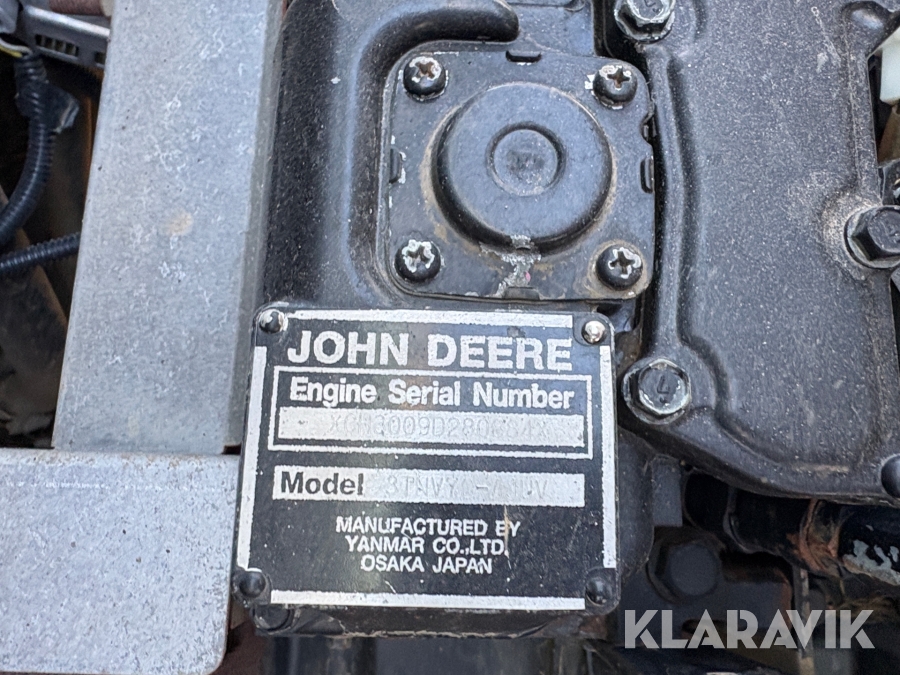 JOHN DEERE
Engine Serial Number
Model
MANUFACTURED BY
YANMAR CO.,LTD.
OSAKA JAPAN
KLARAVIK